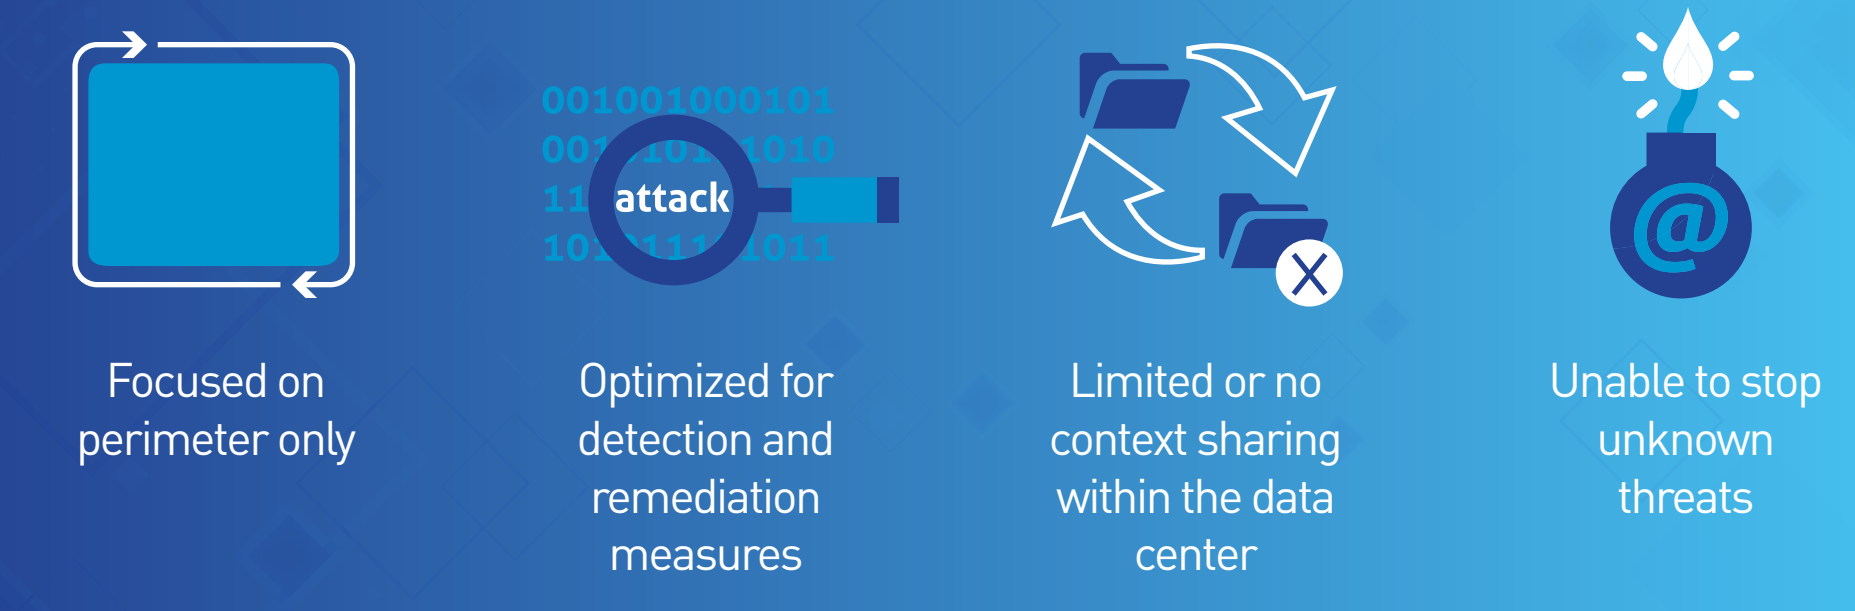 001001000101
attack
Focused on
perimeter only
Optimized for
detection and
remediation
measures
Limited or no
context sharing
within the data
center
X
@
Unable to stop
unknown
threats